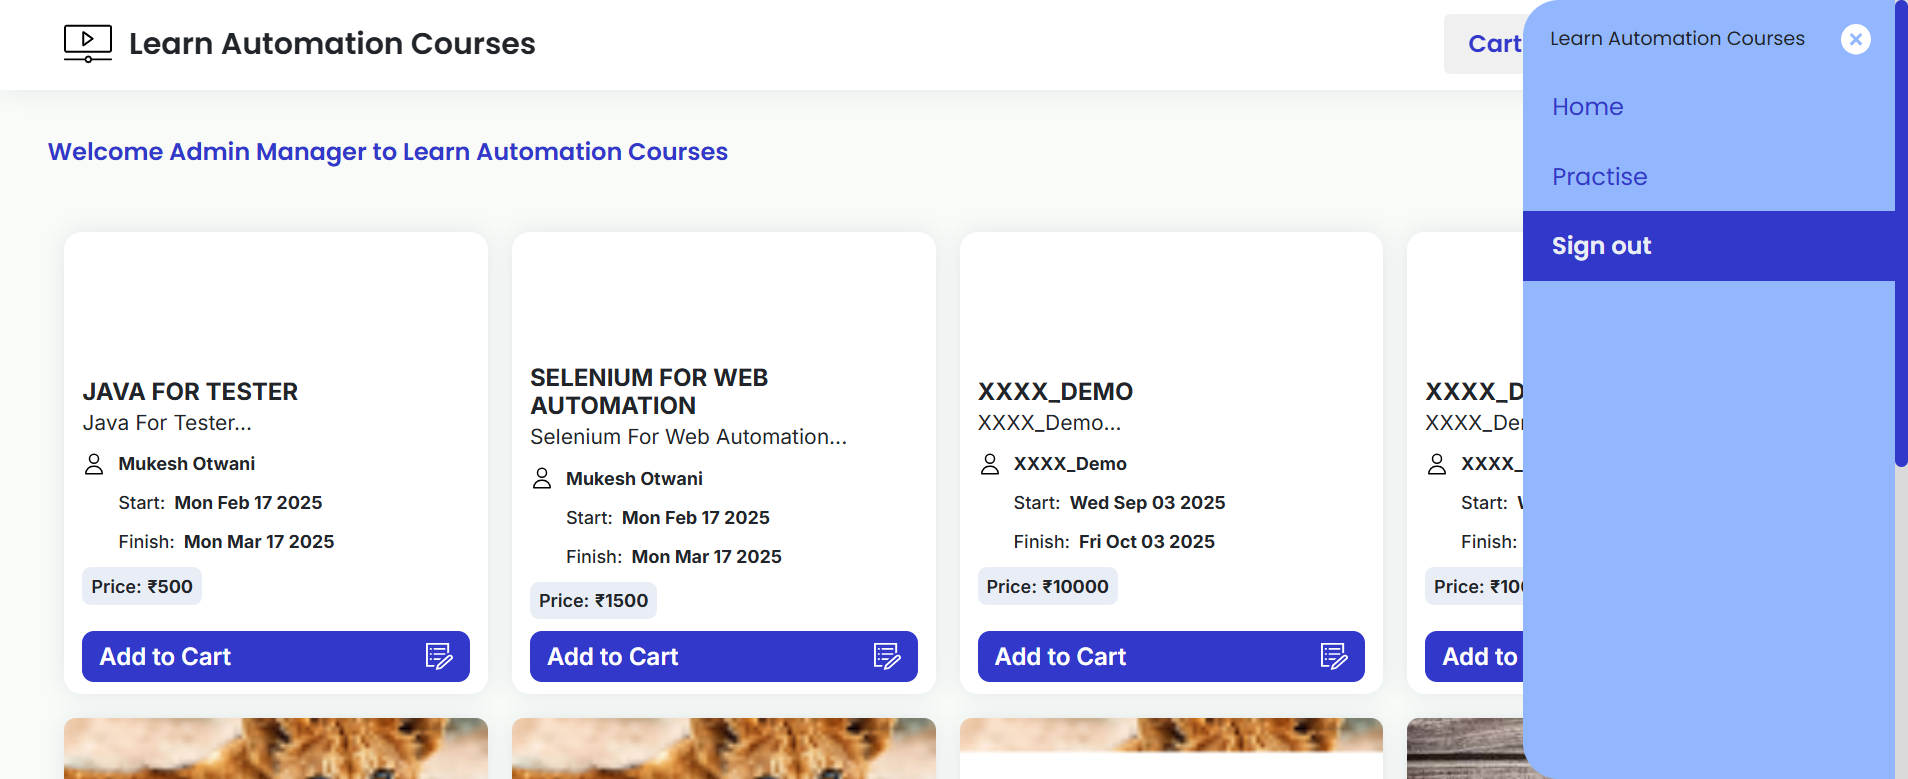 Learn Automation Courses
Cart
Learn Automation Courses
Home
Practise
Sign out
Welcome Admin Manager to Learn Automation Courses
JAVA FOR TESTER
Java For Tester...
Mukesh Otwani
Start: Mon Feb 17 2025
Finish: Mon Mar 17 2025
Price: ₹500
Add to Cart
SELENIUM FOR WEB
AUTOMATION
Selenium For Web Automation...
Mukesh Otwani
Start: Mon Feb 17 2025
Finish: Mon Mar 17 2025
Price: ₹1500
Add to Cart
XXXX_DEMO
XXXX_Demo...
XXXX_Demo
Start: Wed Sep 03 2025
Finish: Fri Oct 03 2025
Price: ₹10000
Add to Cart
XXXX_D
XXXX_De
XXXX_
Start:
Finish:
Price: ₹10
Add to